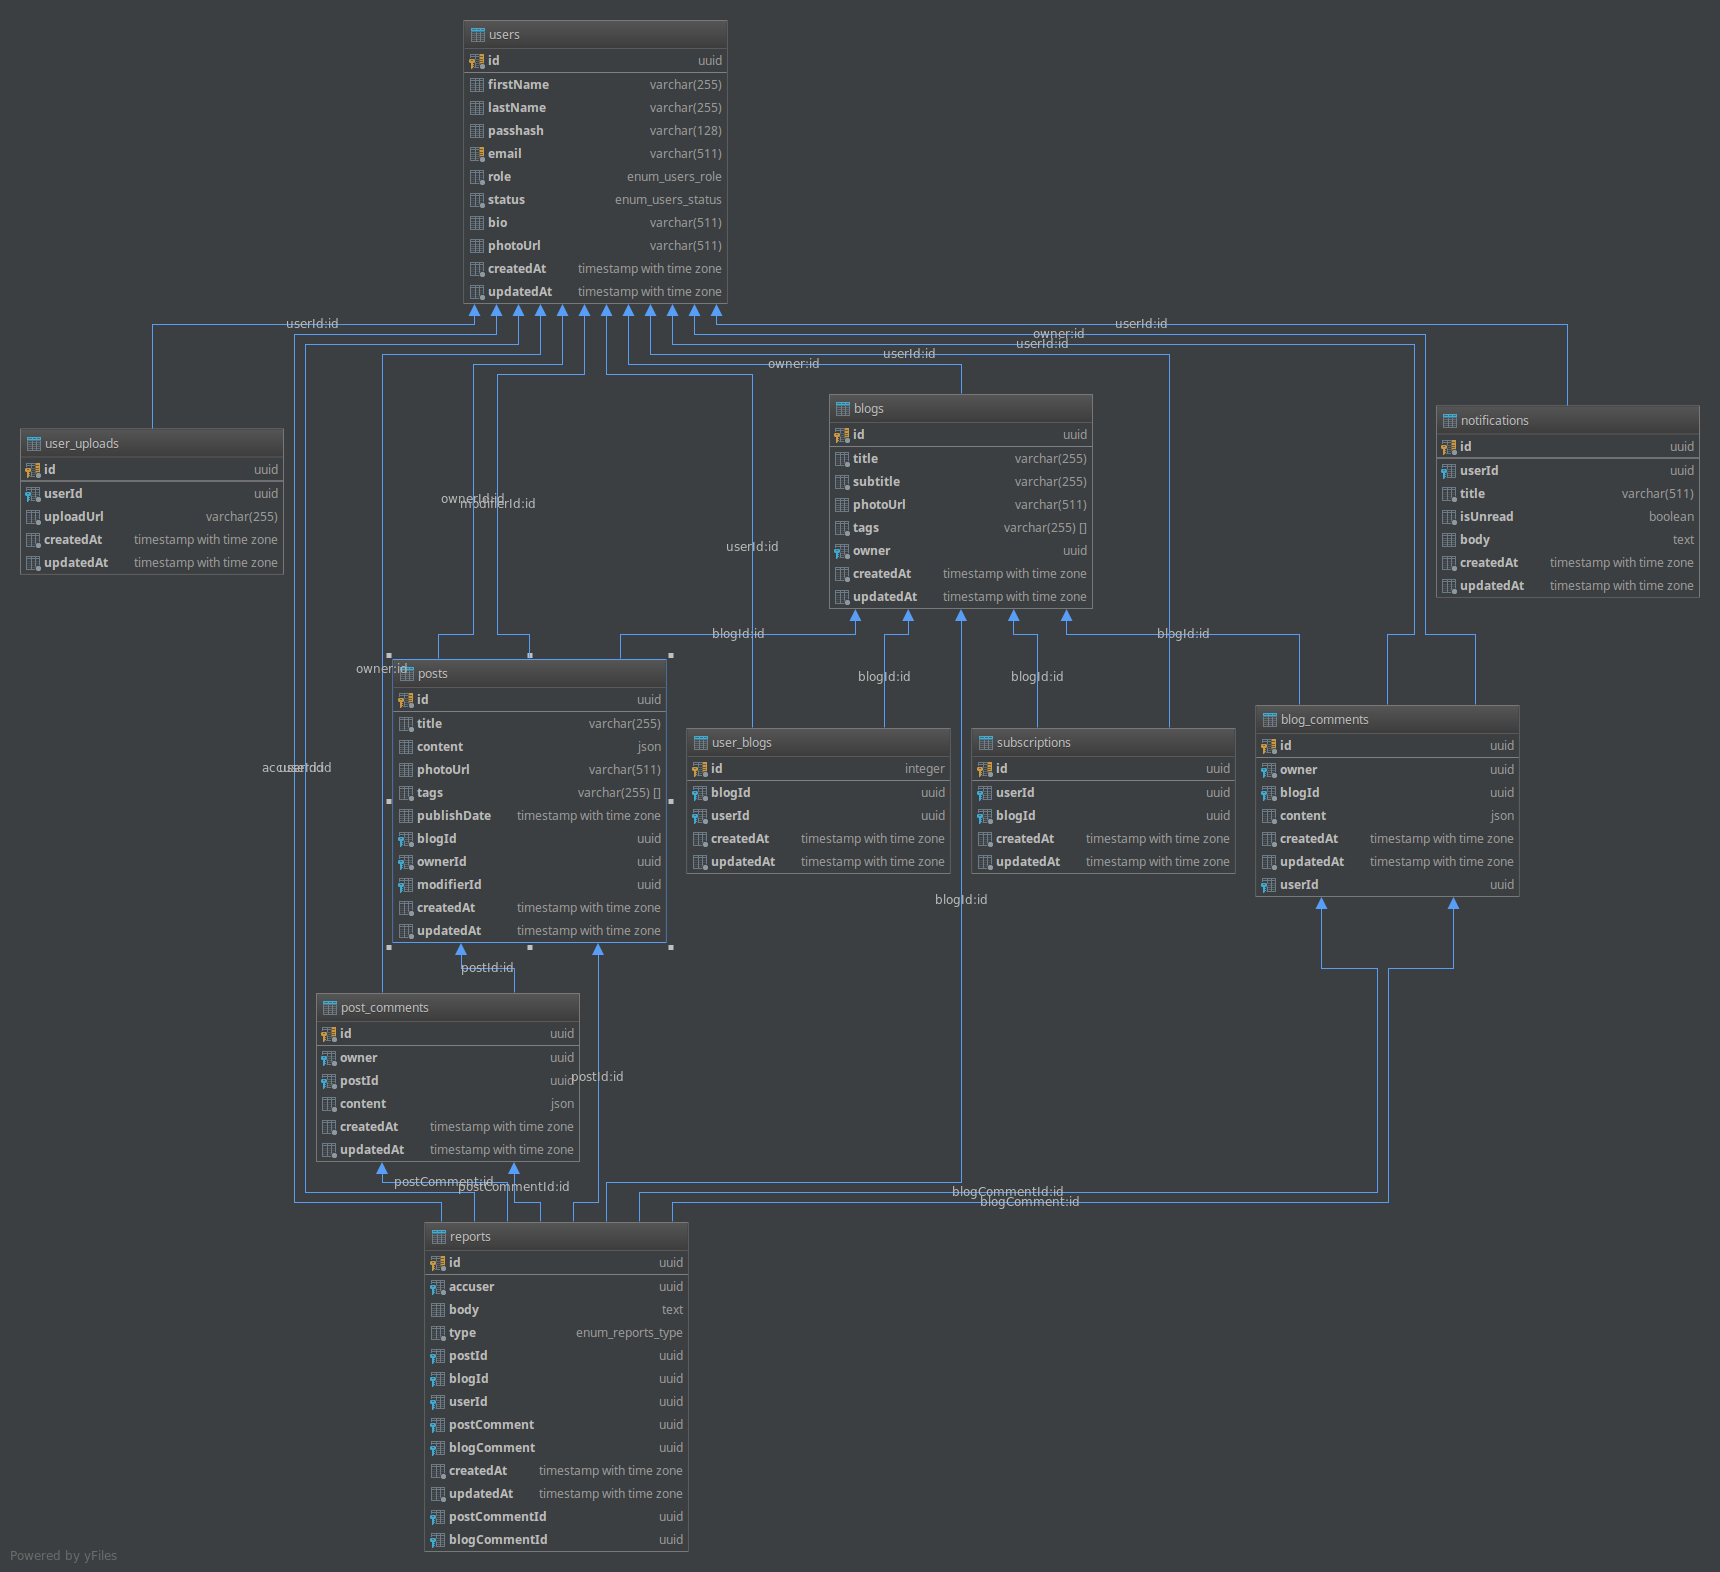 users
id uuid
firstName varchar(255)
lastName varchar(255)
passhash varchar(128)
email varchar(511)
role enum_users_role
status enum_users_status
bio varchar(511)
photoUrl varchar(511)
createdAt timestamp with time zone
updatedAt timestamp with time zone
userId:id
userId:id
owner:id
userId:id
userId:id
owner:id
user_uploads
id uuid
userId uuid
uploadUrl varchar(255)
createdAt timestamp with time zone
updatedAt timestamp with time zone
ownerId:id
modifierId:id
userId:id
blogs
id uuid
title varchar(255)
subtitle varchar(255)
photoUrl varchar(511)
tags varchar(255) []
owner uuid
createdAt timestamp with time zone
updatedAt timestamp with time zone
notifications
id uuid
userId uuid
title varchar(511)
isUnread boolean
body text
createdAt timestamp with time zone
updatedAt timestamp with time zone
blogId:id
blogId:id
blogId:id
blogId:id
owner:id
posts
id uuid
title varchar(255)
content json
photoUrl varchar(511)
tags varchar(255) []
publishDate timestamp with time zone
blogId uuid
ownerId uuid
modifierId uuid
createdAt timestamp with time zone
updatedAt timestamp with time zone
user_blogs
id integer
blogId uuid
userId uuid
createdAt timestamp with time zone
updatedAt timestamp with time zone
subscriptions
id uuid
userId uuid
blogId uuid
createdAt timestamp with time zone
updatedAt timestamp with time zone
blog_comments
id uuid
owner uuid
blogId uuid
content json
createdAt timestamp with time zone
updatedAt timestamp with time zone
userId uuid
blogId:id
postId:id
post_comments
id uuid
owner uuid
postId uuid
content json
createdAt timestamp with time zone
updatedAt timestamp with time zone
postId:id
postComment:id
postCommentId:id
blogCommentId:id
blogComment:id
reports
id uuid
accuser uuid
body text
type enum_reports_type
postId uuid
blogId uuid
userId uuid
postComment uuid
blogComment uuid
createdAt timestamp with time zone
updatedAt timestamp with time zone
postCommentId uuid
blogCommentId uuid
Powered by yFiles